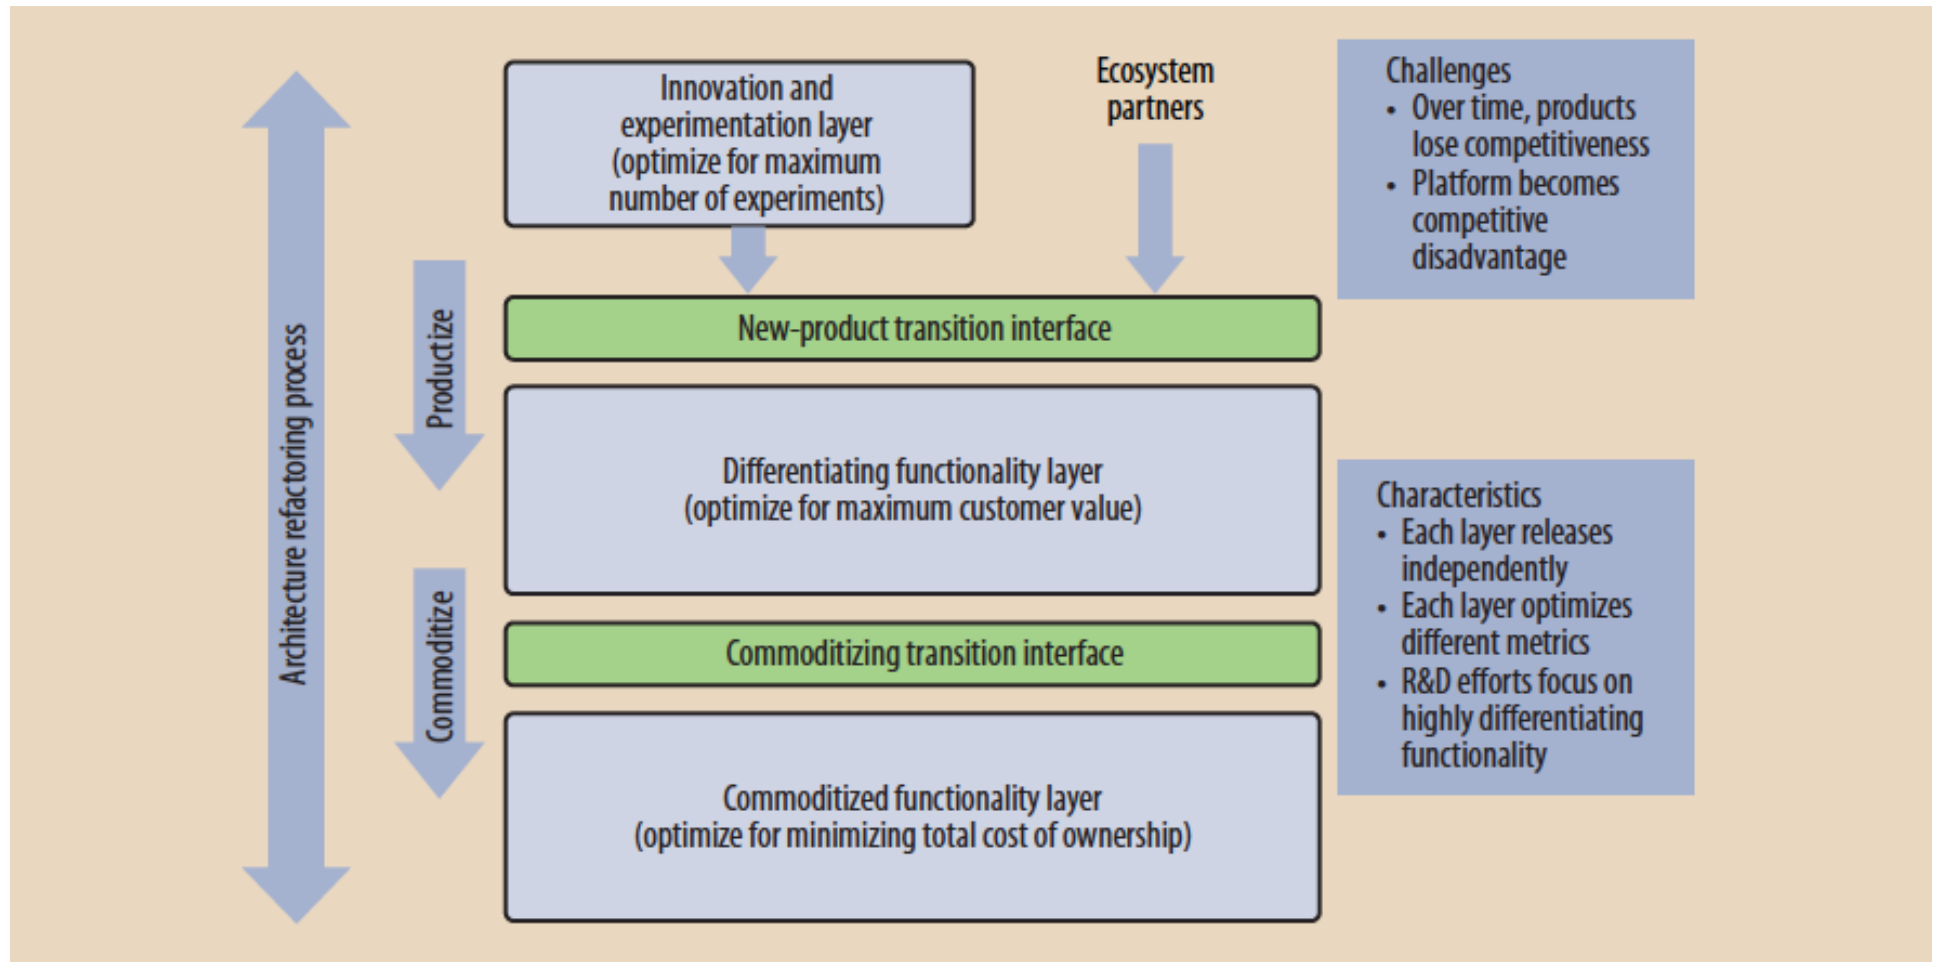 Architecture refactoring process
Productize
Commoditize
Innovation and
experimentation layer
(optimize for maximum
number of experiments)
Ecosystem
partners
New-product transition interface
Differentiating functionality layer
(optimize for maximum customer value)
Commoditizing transition interface
Commoditized functionality layer
(optimize for minimizing total cost of ownership)
Challenges
• Over time, products
lose competitiveness
• Platform becomes
competitive
disadvantage
Characteristics
• Each layer releases
independently
• Each layer optimizes
different metrics
• R&D efforts focus on
highly differentiating
functionality